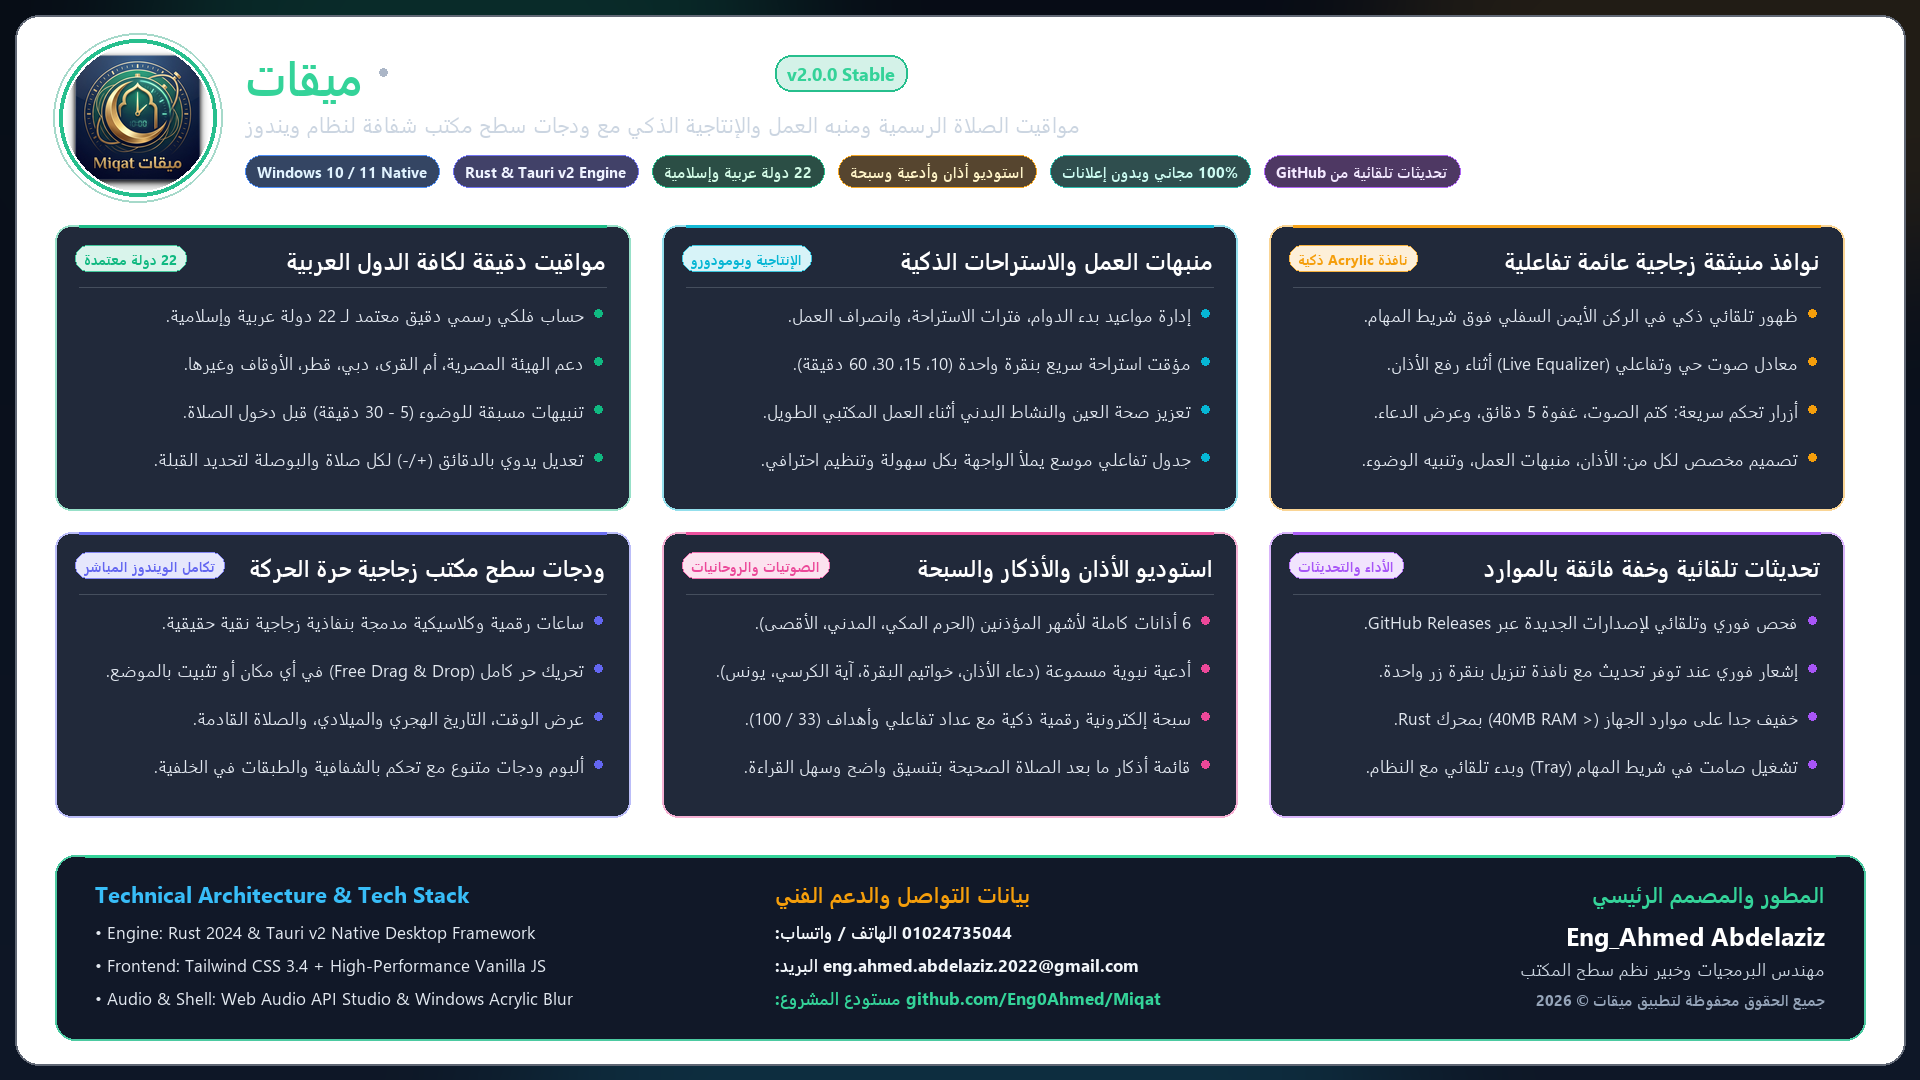 ميقات Miqat
ميقات •
v2.0.0 Stable
مواقيت الصلاة الرسمية ومنبه العمل والإنتاجية الذكي مع ودجات سطح مكتب شفافة لنظام ويندوز
Windows 10 / 11 Native
Rust & Tauri v2 Engine
22 دولة عربية وإسلامية
استوديو أذان وأدعية وسبحة
100% مجاني وبدون إعلانات
تحديثات تلقائية من GitHub
نوافذ منبثقة زجاجية عائمة تفاعلية
نافذة Acrylic ذكية
ظهور تلقائي ذكي في الركن الأيمن السفلي فوق شريط المهام.
معادل صوت حي وتفاعلي (Live Equalizer) أثناء رفع الأذان.
أزرار تحكم سريعة: كتم الصوت، غفوة 5 دقائق، وعرض الدعاء.
تصميم مخصص لكل من: الأذان، منبهات العمل، وتنبيه الوضوء.
منبهات العمل والاستراحات الذكية
الإنتاجية وبومودورو
إدارة مواعيد بدء الدوام، فترات الاستراحة، وانصراف العمل.
مؤقت استراحة سريع بنقرة واحدة (10، 15، 30، 60 دقيقة).
تعزيز صحة العين والنشاط البدني أثناء العمل المكتبي الطويل.
جدول تفاعلي موسع يملأ الواجهة بكل سهولة وتنظيم احترافي.
مواقيت دقيقة لكافة الدول العربية
22 دولة معتمدة
حساب فلكي رسمي دقيق معتمد لـ 22 دولة عربية وإسلامية.
دعم الهيئة المصرية، أم القرى، دبي، قطر، الأوقاف وغيرها.
تنبيهات مسبقة للوضوء (5 - 30 دقيقة) قبل دخول الصلاة.
تعديل يدوي بالدقائق (+/-) لكل صلاة والبوصلة لتحديد القبلة.
تحديثات تلقائية وخفة فائقة بالموارد
الأداء والتحديثات
فحص فوري وتلقائي للإصدارات الجديدة عبر GitHub Releases.
إشعار فوري عند توفر تحديث مع نافذة تنزيل بنقرة زر واحدة.
خفيف جدا على موارد الجهاز (< 40MB RAM) بمحرك Rust.
تشغيل صامت في شريط المهام (Tray) وبدء تلقائي مع النظام.
استوديو الأذان والأذكار والسبحة
الصوتيات والروحانيات
6 أذانات كاملة لأشهر المؤذنين (الحرم المكي، المدني، الأقصى).
أدعية نبوية مسموعة (دعاء الأذان، خواتيم البقرة، آية الكرسي، يونس).
سبحة إلكترونية رقمية ذكية مع عداد تفاعلي وأهداف (33 / 100).
قائمة أذكار ما بعد الصلاة الصحيحة بتنسيق واضح وسهل القراءة.
ودجات سطح مكتب زجاجية حرة الحركة
تكامل الويندوز المباشر
ساعات رقمية وكلاسيكية مدمجة بنفاذية زجاجية نقية حقيقية.
تحريك حر كامل (Free Drag & Drop) في أي مكان أو تثبيت بالموضع.
عرض الوقت، التاريخ الهجري والميلادي، والصلاة القادمة.
ألبوم ودجات متنوع مع تحكم بالشفافية والطبقات في الخلفية.
المطور والمصمم الرئيسي
Eng_Ahmed Abdelaziz
مهندس البرمجيات وخبير نظم سطح المكتب
جميع الحقوق محفوظة لتطبيق ميقات © 2026
بيانات التواصل والدعم الفني
الهاتف / واتساب: 01024735044
البريد: eng.ahmed.abdelaziz.2022@gmail.com
مستودع المشروع: github.com/Eng0Ahmed/Miqat
Technical Architecture & Tech Stack
• Engine: Rust 2024 & Tauri v2 Native Desktop Framework
• Frontend: Tailwind CSS 3.4 + High-Performance Vanilla JS
• Audio & Shell: Web Audio API Studio & Windows Acrylic Blur